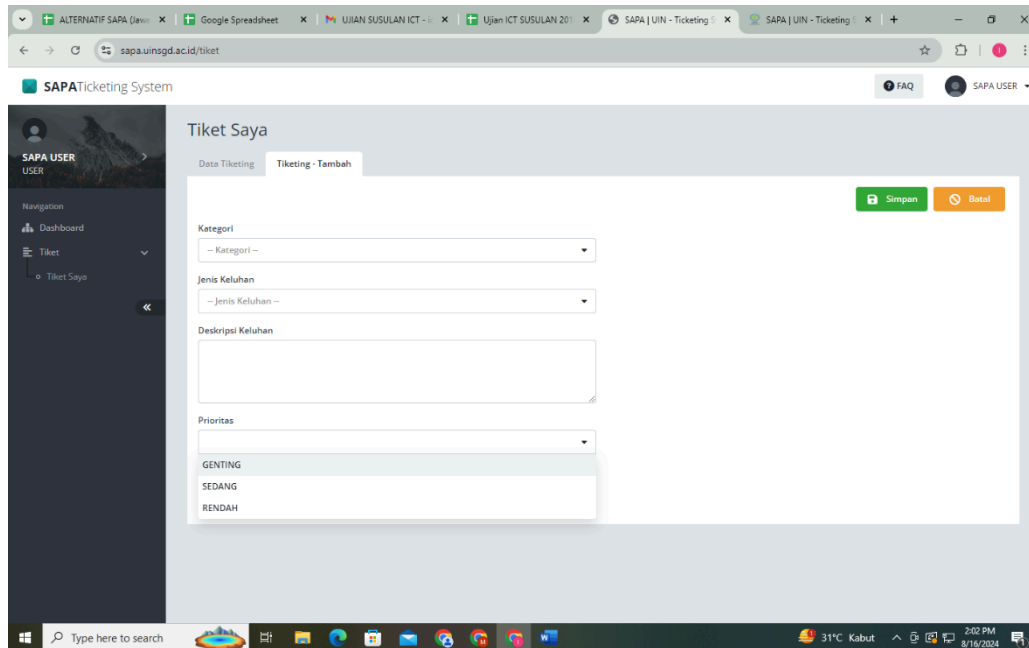 ALTERNATIF SAPA (Jawa
Google Spreadsheet
UJIAN SUSULAN ICT - i
Ujian ICT SUSULAN 201
SAPA | UIN - Ticketing S
SAPA | UIN - Ticketing S
sapa.uinsgd.ac.id/tiket
SAPATicketing System
FAQ
SAPA USER
SAPA USER
USER
Navigation
Dashboard
Tiket
Tiket Saya
Tiket Saya
Data Tiketing
Tiketing - Tambah
Simpan
Batal
Kategori
-- Kategori --
Jenis Keluhan
-- Jenis Keluhan --
Deskripsi Keluhan
Prioritas
GENTING
SEDANG
RENDAH
Type here to search
31°C Kabut
2:02 PM
8/16/2024